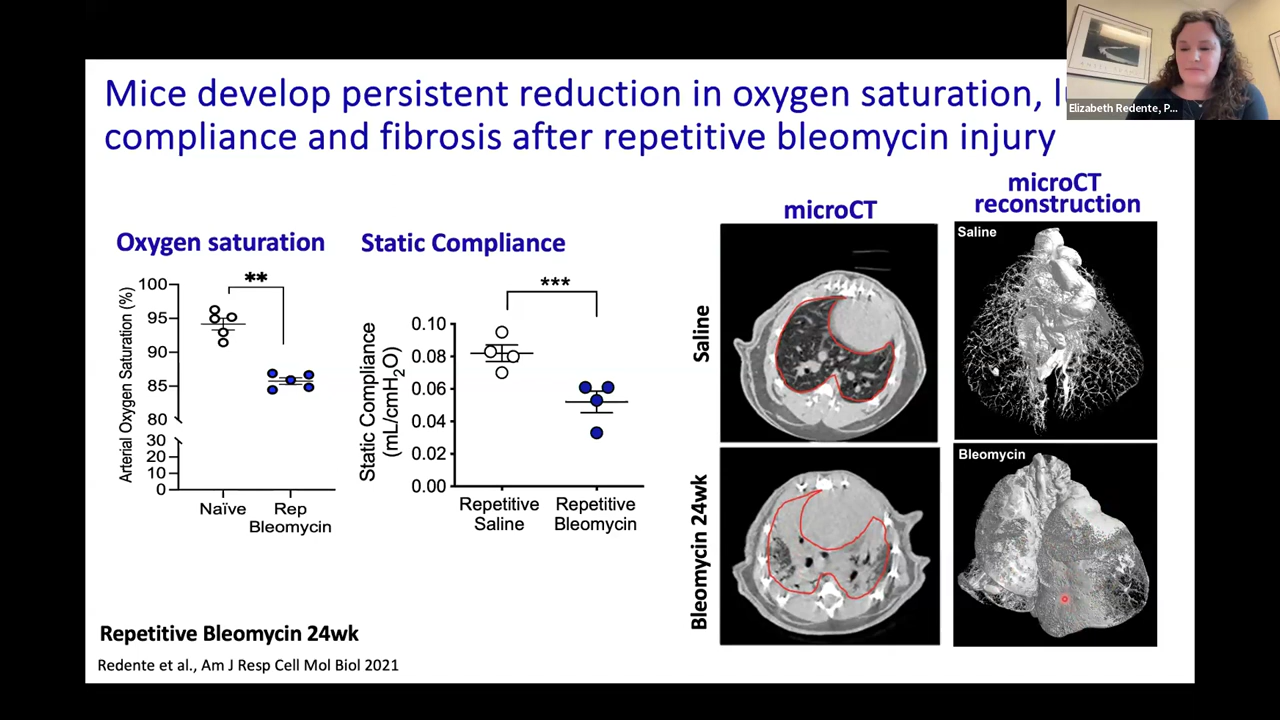 Mice develop persistent reduction in oxygen saturation,
compliance and fibrosis after repetitive bleomycin injury
Elizabeth Redente, P...
Oxygen saturation
**
Arterial Oxygen Saturation (%)
100
95
90
85
80
30
20
10
0
Naïve
Rep
Bleomycin
Static Compliance
***
Static Compliance
(mL/cmH2O)
0.10
0.08
0.06
0.04
0.02
0.00
Repetitive
Saline
Repetitive
Bleomycin
microCT
microCT
reconstruction
Saline
Saline
Bleomycin 24wk
Bleomycin
Repetitive Bleomycin 24wk
Redente et al., Am J Resp Cell Mol Biol 2021